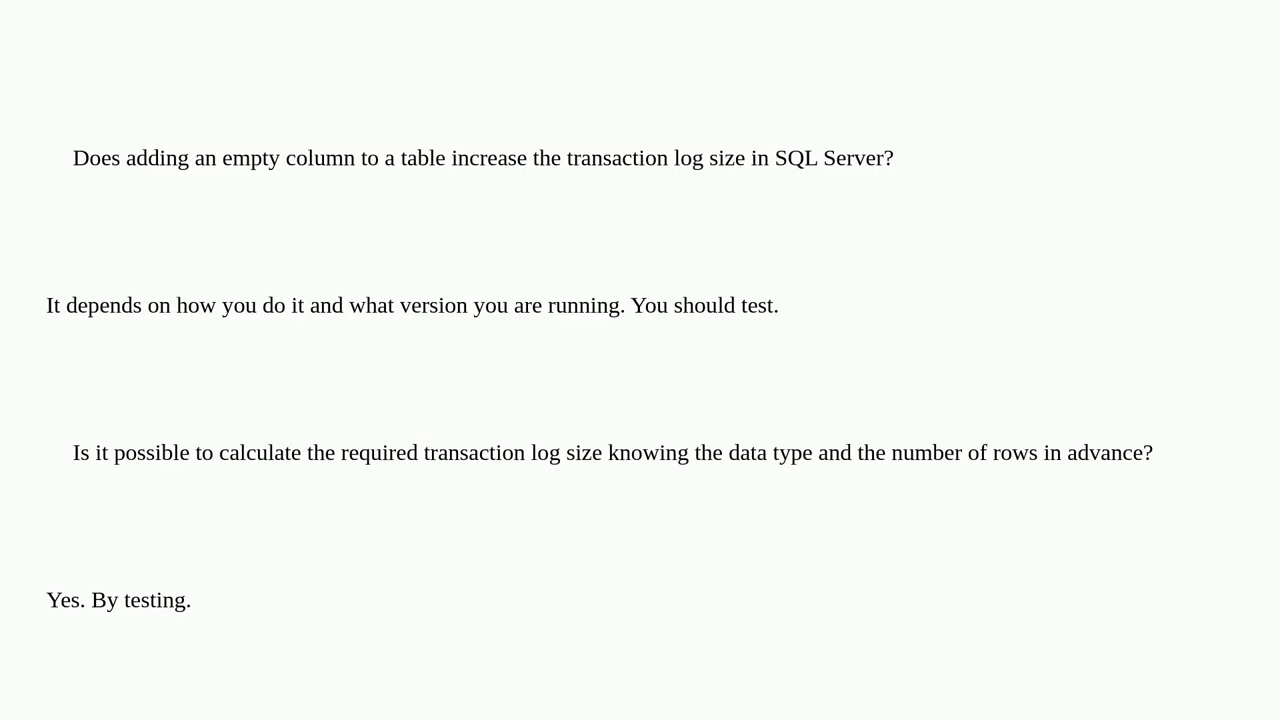 Does adding an empty column to a table increase the transaction log size in SQL Server?
It depends on how you do it and what version you are running. You should test.
Is it possible to calculate the required transaction log size knowing the data type and the number of rows in advance?
Yes. By testing.